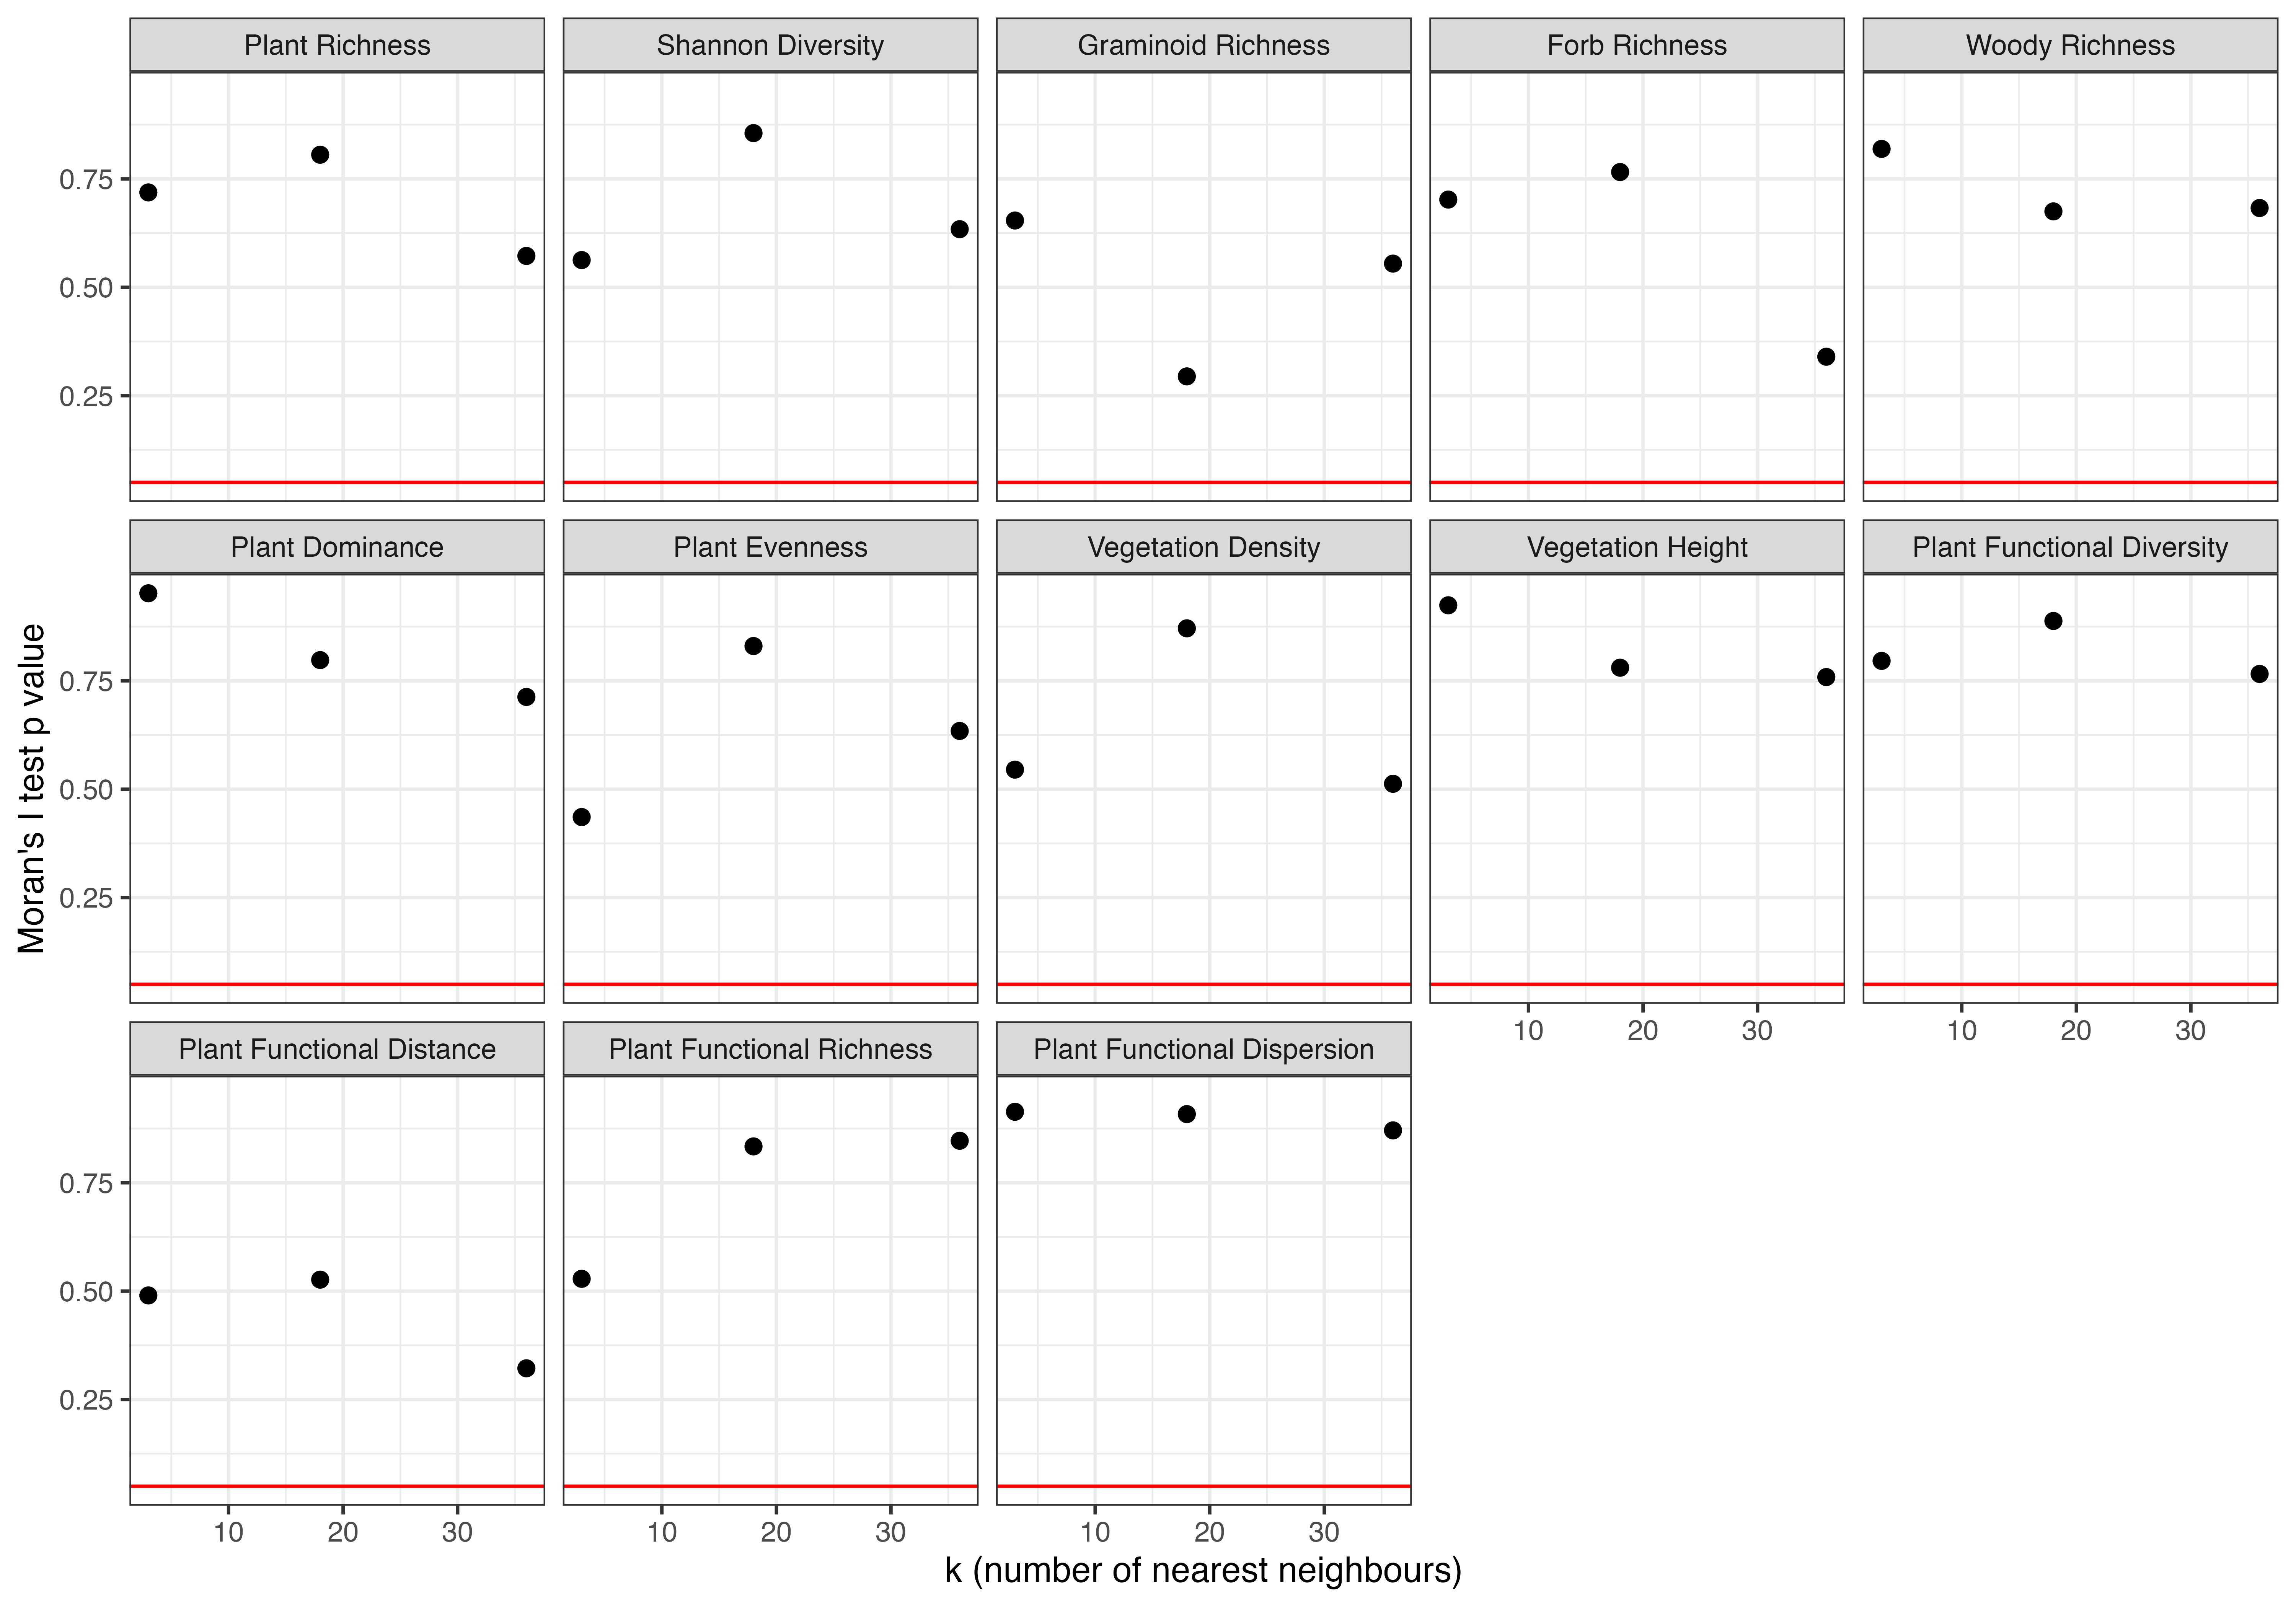 Plant Richness
Shannon Diversity
Graminoid Richness
Forb Richness
Woody Richness
0.75
0.50
0.25
Plant Dominance
Plant Evenness
Vegetation Density
Vegetation Height
Plant Functional Diversity
0.75
0.50
0.25
10 20 30
10 20 30
Plant Functional Distance
Plant Functional Richness
Plant Functional Dispersion
0.75
0.50
0.25
10 20 30
10 20 30
10 20 30
k (number of nearest neighbours)
Moran's I test p value